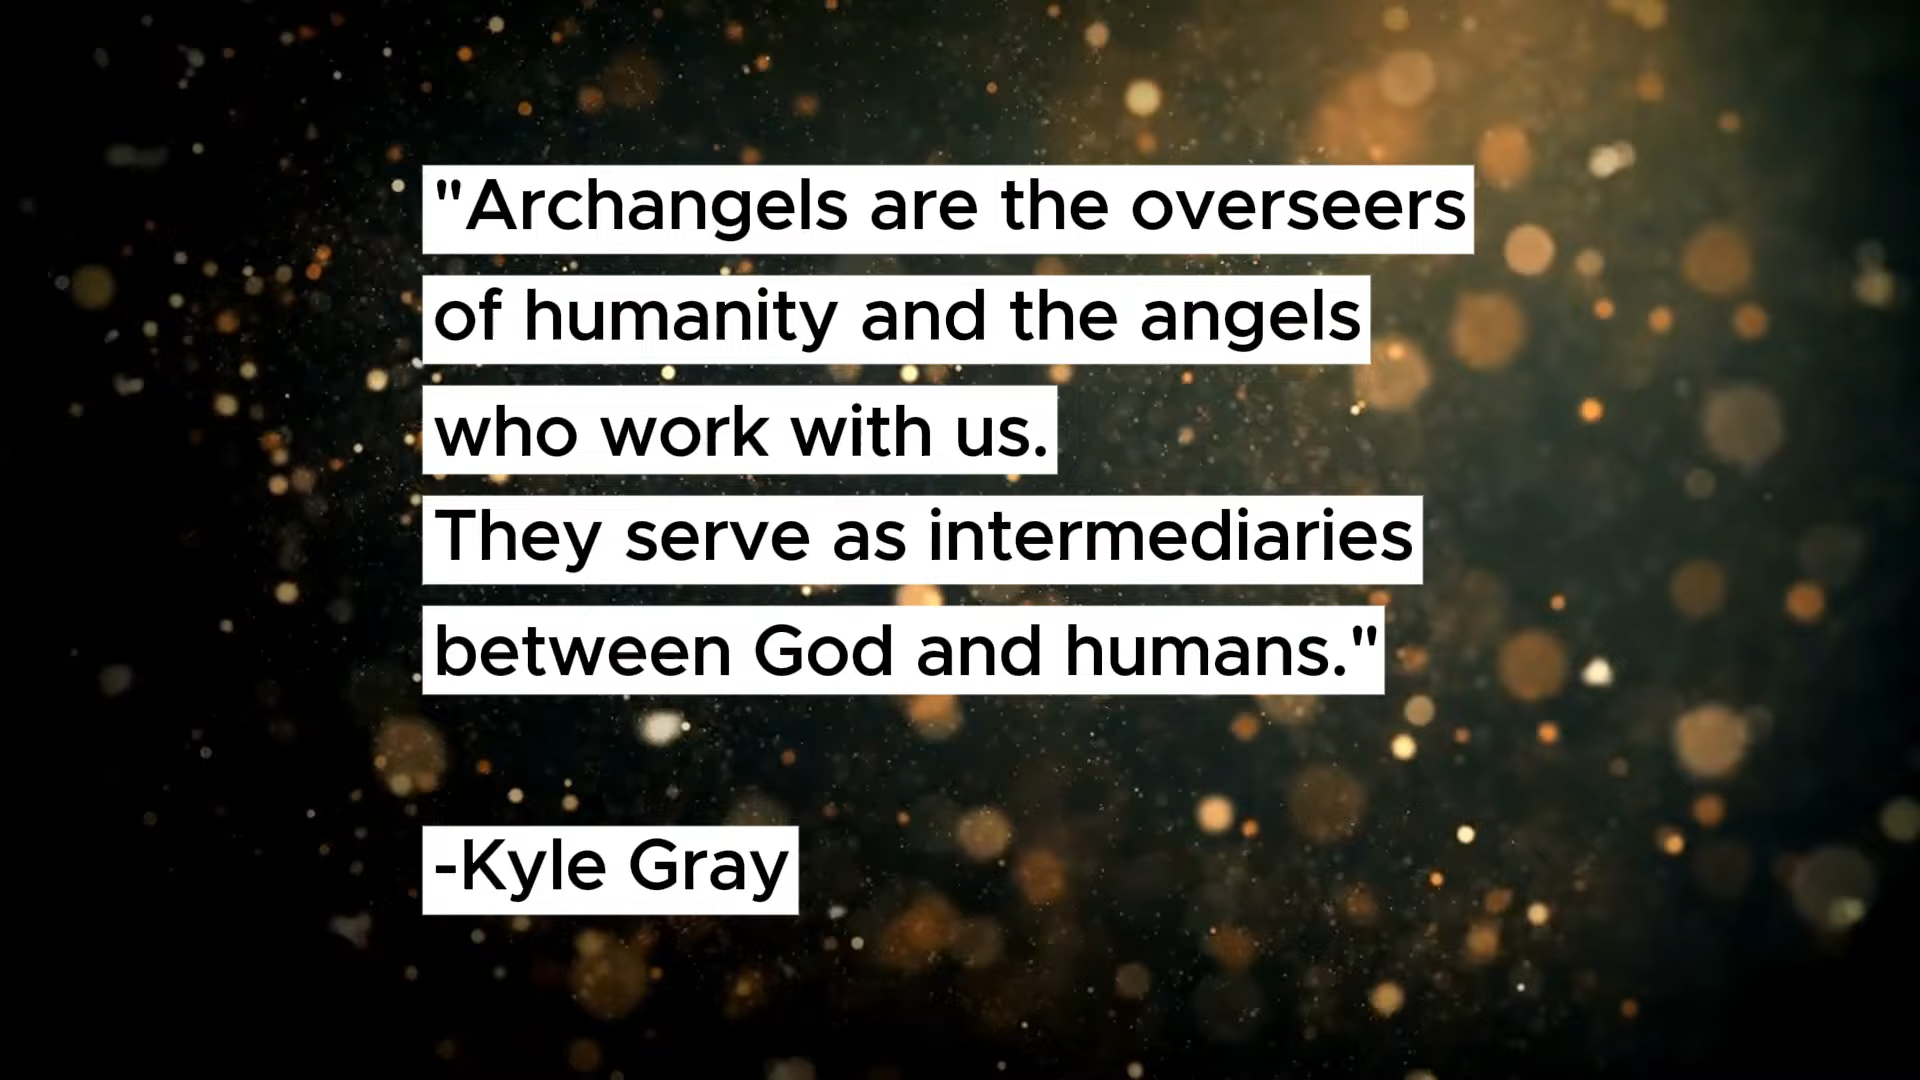 "Archangels are the overseers
of humanity and the angels
who work with us.
They serve as intermediaries
between God and humans."
-Kyle Gray